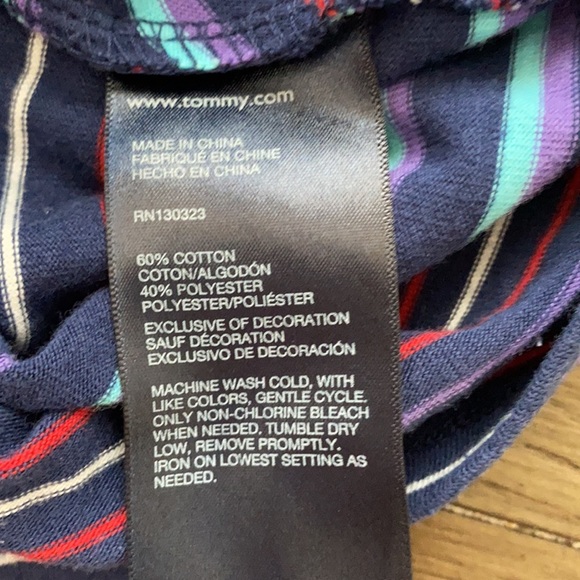 www.tommy.com
MADE IN CHINA
FABRIQUÉ EN CHINE
HECHO EN CHINA
RN130323
60% COTTON
COTON/ALGODÓN
40% POLYESTER
POLYESTER/POLIÉSTER
EXCLUSIVE OF DECORATION
SAUF DÉCORATION
EXCLUSIVO DE DECORACIÓN
MACHINE WASH COLD, WITH
LIKE COLORS, GENTLE CYCLE.
ONLY NON-CHLORINE BLEACH
WHEN NEEDED. TUMBLE DRY
LOW, REMOVE PROMPTLY.
IRON ON LOWEST SETTING AS
NEEDED.